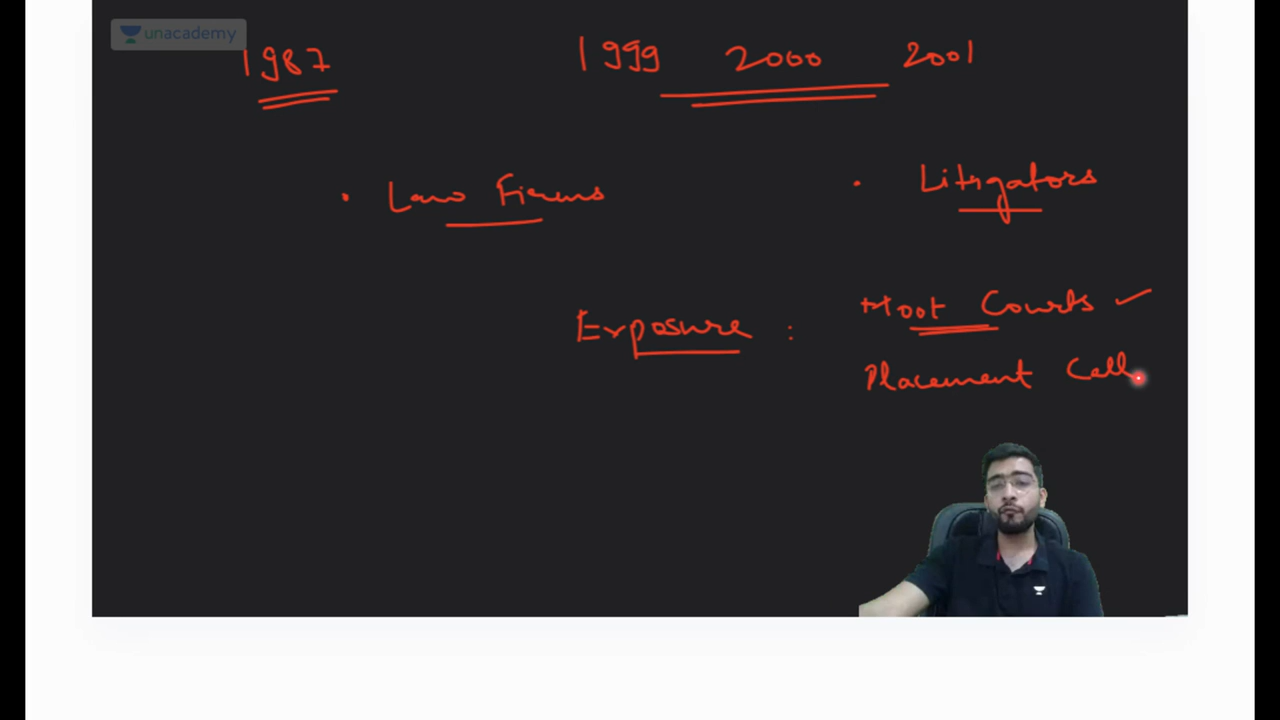 unacademy
1987 1999 2000 2001
• Law Firms • Litigators
Exposure : Moot Courts ✓
Placement Cell